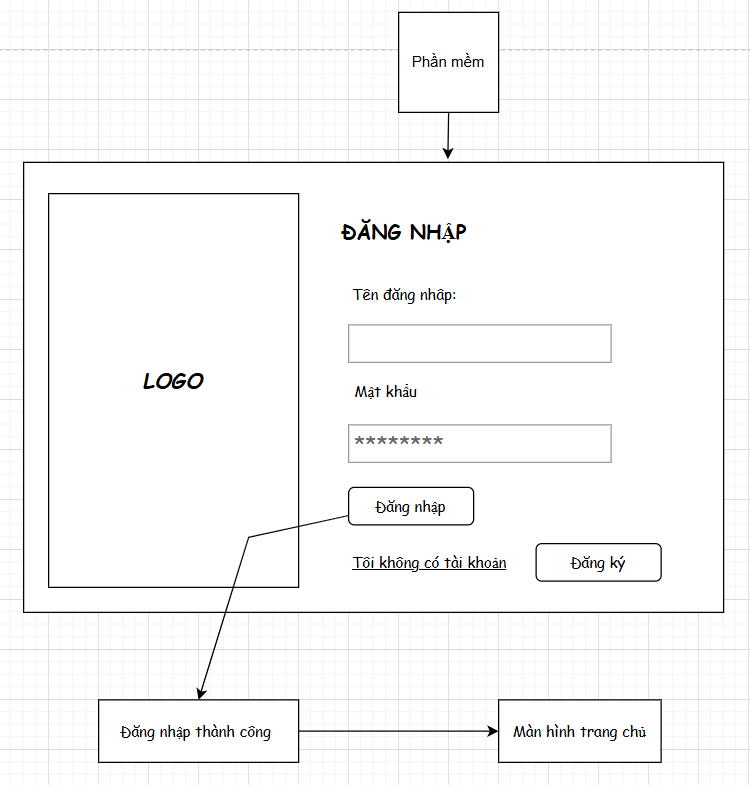 Phần mềm
ĐĂNG NHẬP
Tên đăng nhâp:
LOGO
Mật khẩu
********
Đăng nhập
Tôi không có tài khoản
Đăng ký
Đăng nhập thành công
Màn hình trang chủ